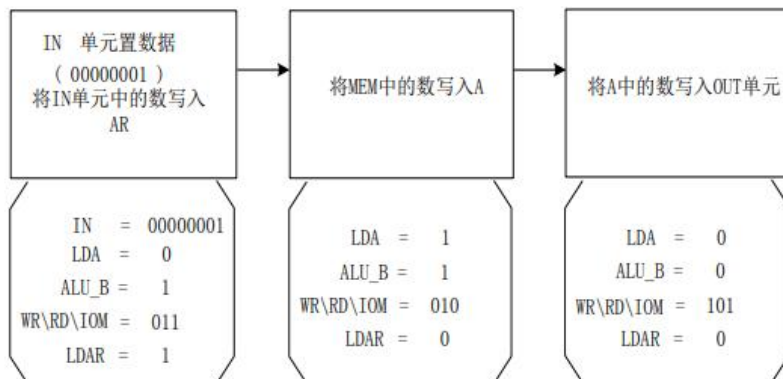 IN 单元置数据
( 00000001 )
将IN单元中的数写入
AR
将MEM中的数写入A
将A中的数写入OUT单元
IN = 00000001
LDA = 0
ALU_B = 1
WR\RD\IOM = 011
LDAR = 1
LDA = 1
ALU_B = 1
WR\RD\IOM = 010
LDAR = 0
LDA = 0
ALU_B = 0
WR\RD\IOM = 101
LDAR = 0